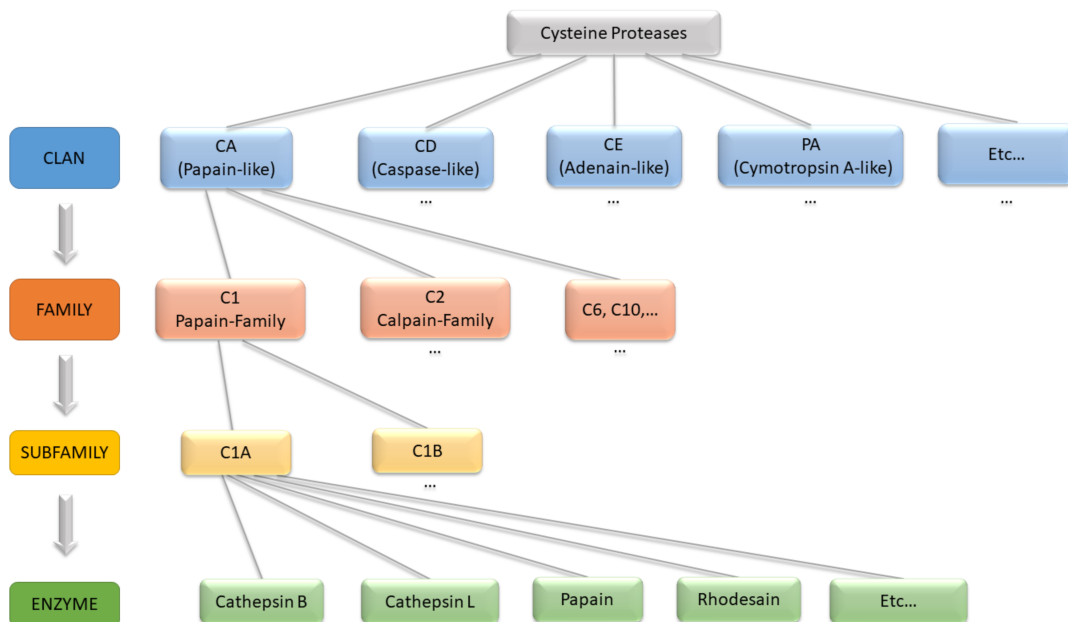 Cysteine Proteases
CLAN
CA
(Papain-like)
CD
(Caspase-like)
...
CE
(Adenain-like)
...
PA
(Cymotropsin A-like)
...
Etc...
...
FAMILY
C1
Papain-Family
C2
Calpain-Family
...
C6, C10,...
...
SUBFAMILY
C1A
C1B
...
ENZYME
Cathepsin B
Cathepsin L
Papain
Rhodesain
Etc...